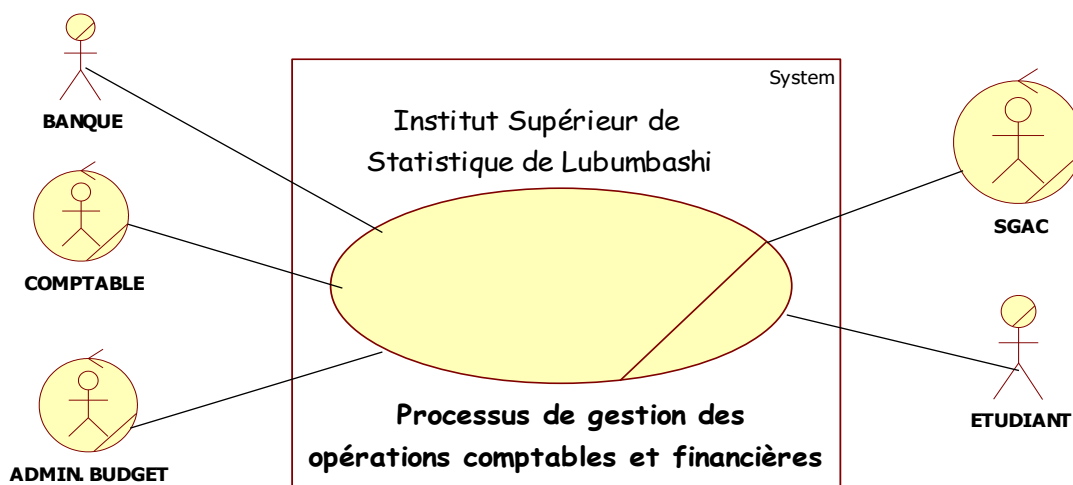 System
BANQUE
Institut Supérieur de
Statistique de Lubumbashi
SGAC
COMPTABLE
ETUDIANT
Processus de gestion des
opérations comptables et financières
ADMIN. BUDGET